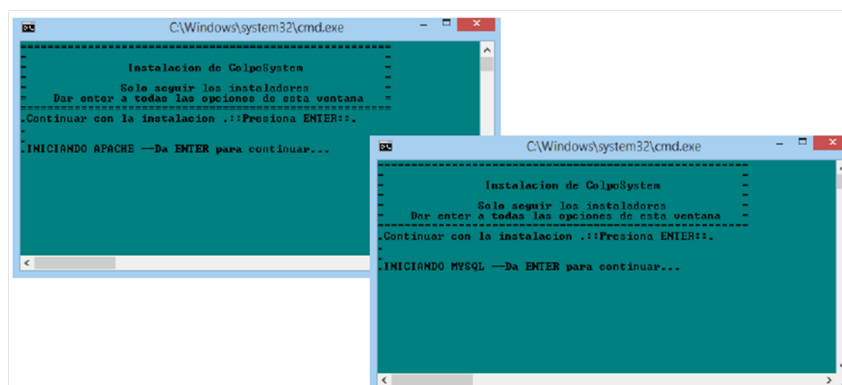 C:\Windows\system32\cmd.exe
Instalacion de ColpoSystem
Solo seguir los instaladores
Dar enter a todas las opciones de esta ventana
.Continuar con la instalacion .::Presiona ENTER::.
.INICIANDO APACHE --Da ENTER para continuar...
C:\Windows\system32\cmd.exe
Instalacion de ColpoSystem
Solo seguir los instaladores
Dar enter a todas las opciones de esta ventana
.Continuar con la instalacion .::Presiona ENTER::.
.INICIANDO MYSQL --Da ENTER para continuar...